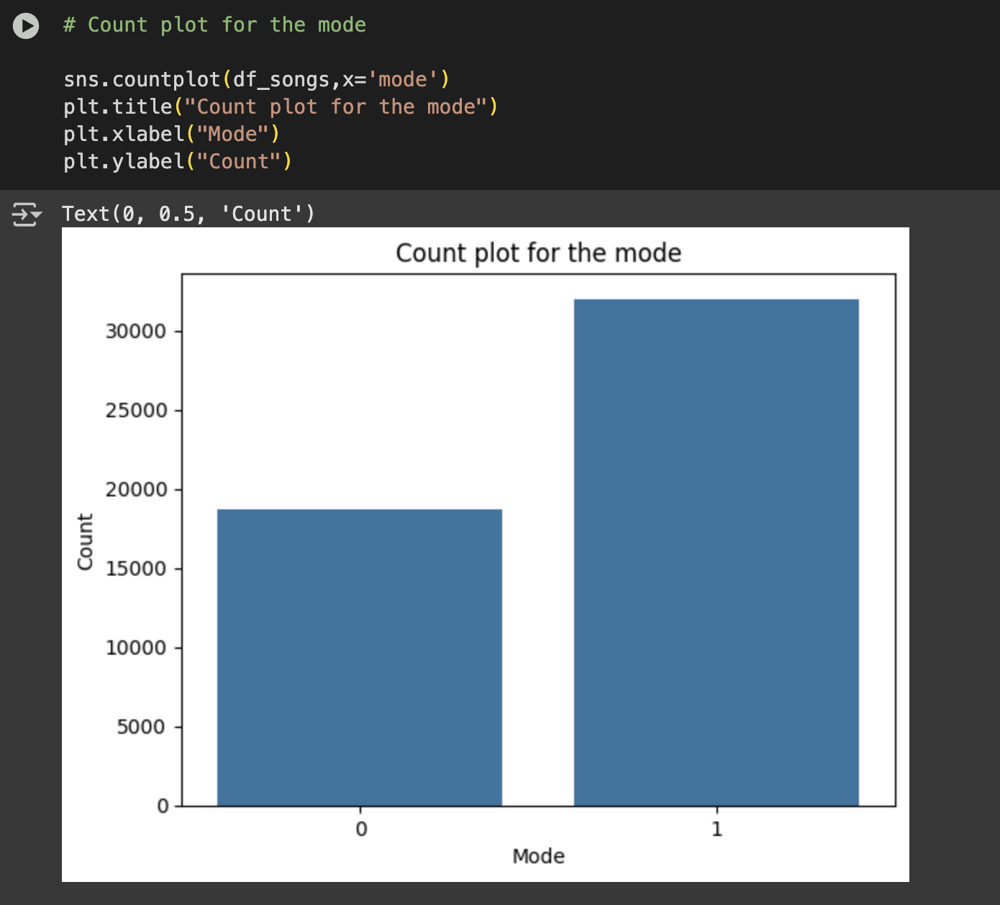 # Count plot for the mode
sns.countplot(df_songs,x='mode')
plt.title("Count plot for the mode")
plt.xlabel("Mode")
plt.ylabel("Count")
Text(0, 0.5, 'Count')
Count plot for the mode
30000
25000
20000
15000
10000
5000
0
Count
0 1
Mode